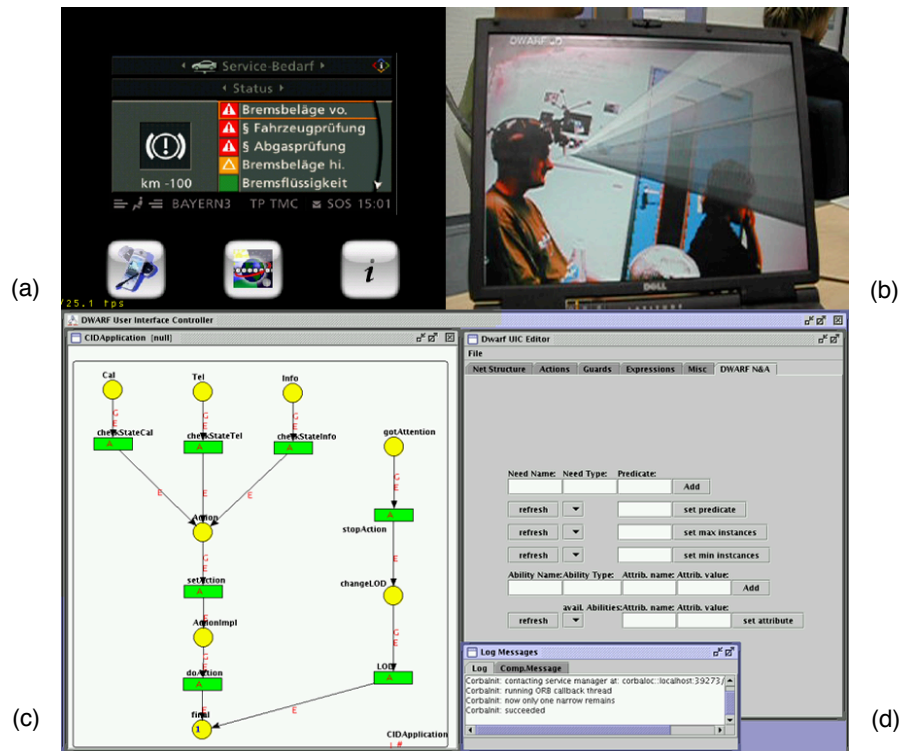 (a)
Service-Bedarf
Status
Bremsbeläge vo.
§ Fahrzeugprüfung
§ Abgasprüfung
Bremsbeläge hi.
Bremsflüssigkeit
km -100
BAYERN3 TP TMC SOS 15:01
i
/25.1 fps
(b)
DWARF
DELL
(c)
DWARF User Interface Controller
CIDApplication [null]
Cal
Tel
Info
C
E
C
E
C
E
checkStateCal
checkStateTel
checkStateInfo
gotAttention
A
A
A
C
E
E
E
E
Action
A
stopAction
C
E
E
setAction
A
changeLOD
E
ActionImpl
C
E
C
E
doAction
A
LOD
A
E
E
final
1
CIDApplication
(d)
Dwarf UIC Editor
File
Net Structure Actions Guards Expressions Misc DWARF N&A
Need Name: Need Type: Predicate:
Add
refresh set predicate
refresh set max instances
refresh set min instcances
Ability Name: Ability Type: Attrib. name: Attrib. value:
Add
avail. Abilities: Attrib. name: Attrib. value:
refresh set attribute
Log Messages
Log Comp.Message
CorbaInit: contacting service manager at: corbaloc::localhost:39273/
CorbaInit: running ORB callback thread
CorbaInit: now only one narrow remains
CorbaInit: succeeded